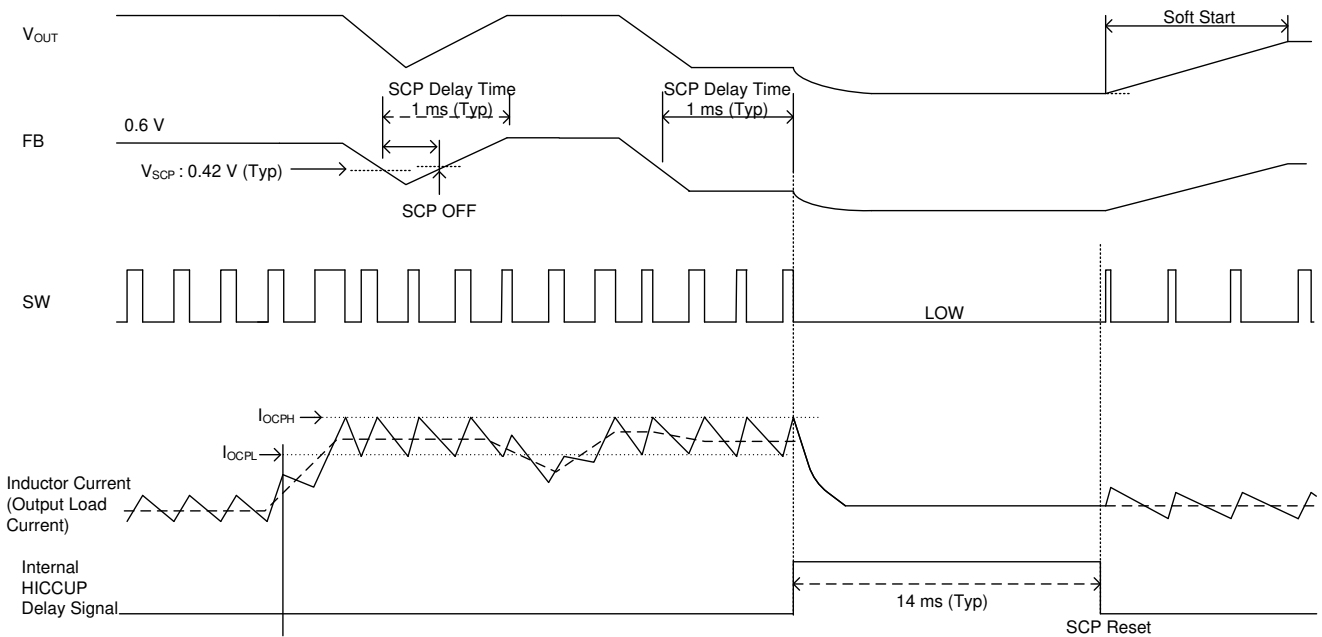 Soft Start
VOUT
SCP Delay Time
1 ms (Typ)
SCP Delay Time
1 ms (Typ)
0.6 V
FB
VSCP : 0.42 V (Typ)
SCP OFF
SW
LOW
IOCPH
IOCPL
Inductor Current
(Output Load
Current)
Internal
HICCUP
Delay Signal
14 ms (Typ)
SCP Reset